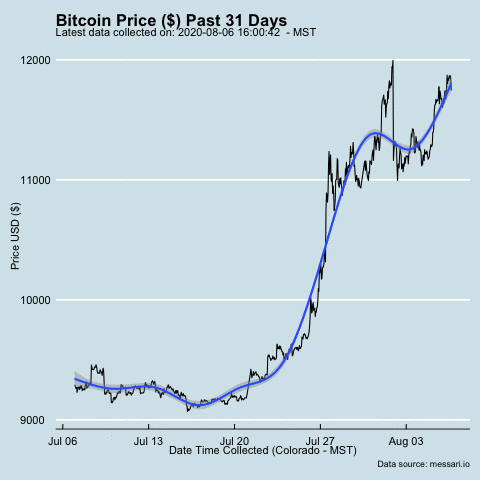 Bitcoin Price ($) Past 31 Days
Latest data collected on: 2020-08-06 16:00:42 - MST
12000
11000
10000
9000
Price USD ($)
Jul 06 Jul 13 Jul 20 Jul 27 Aug 03
Date Time Collected (Colorado - MST)
Data source: messari.io